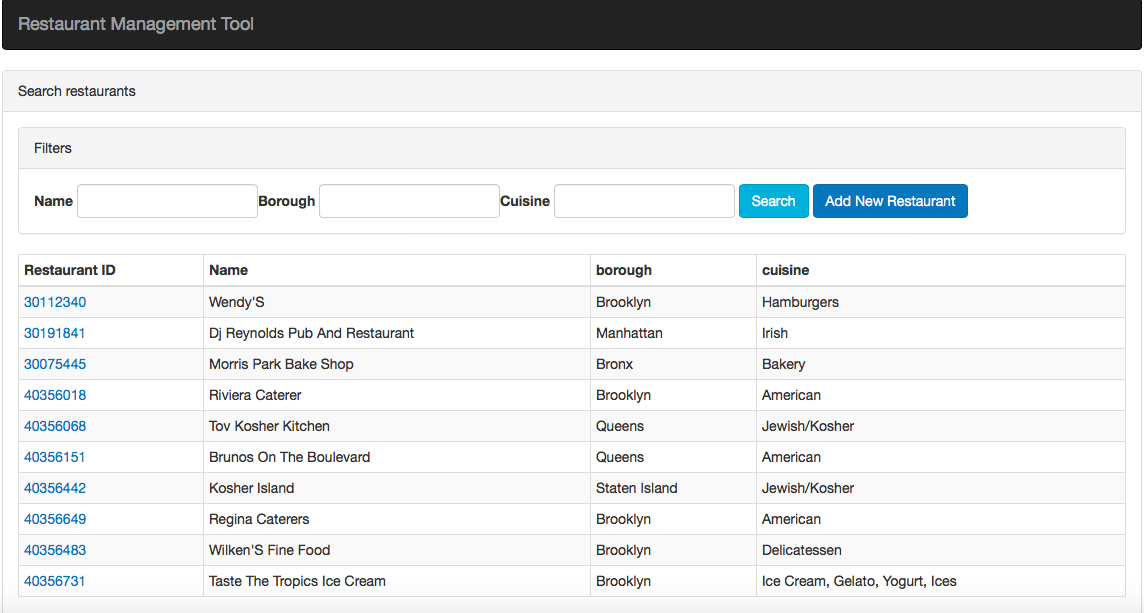 Restaurant Management Tool
Search restaurants
Filters
Name Borough Cuisine Search Add New Restaurant
Restaurant ID Name borough cuisine
30112340 Wendy'S Brooklyn Hamburgers
30191841 Dj Reynolds Pub And Restaurant Manhattan Irish
30075445 Morris Park Bake Shop Bronx Bakery
40356018 Riviera Caterer Brooklyn American
40356068 Tov Kosher Kitchen Queens Jewish/Kosher
40356151 Brunos On The Boulevard Queens American
40356442 Kosher Island Staten Island Jewish/Kosher
40356649 Regina Caterers Brooklyn American
40356483 Wilken'S Fine Food Brooklyn Delicatessen
40356731 Taste The Tropics Ice Cream Brooklyn Ice Cream, Gelato, Yogurt, Ices